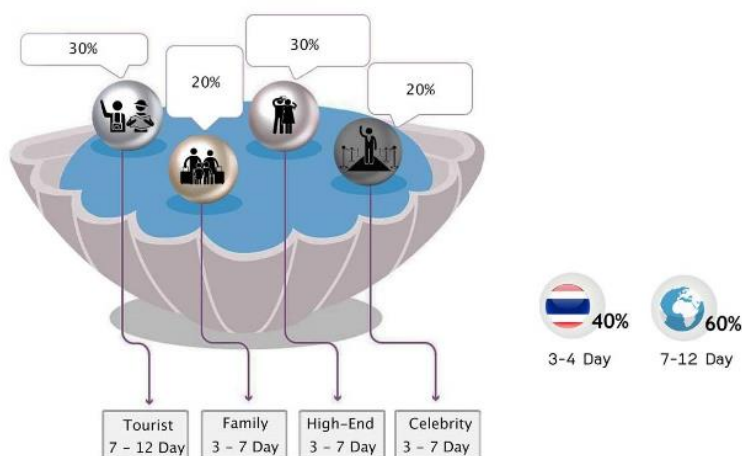 30%
20%
30%
20%
40%
60%
3-4 Day
7-12 Day
Tourist
7 – 12 Day
Family
3 – 7 Day
High-End
3 – 7 Day
Celebrity
3 – 7 Day